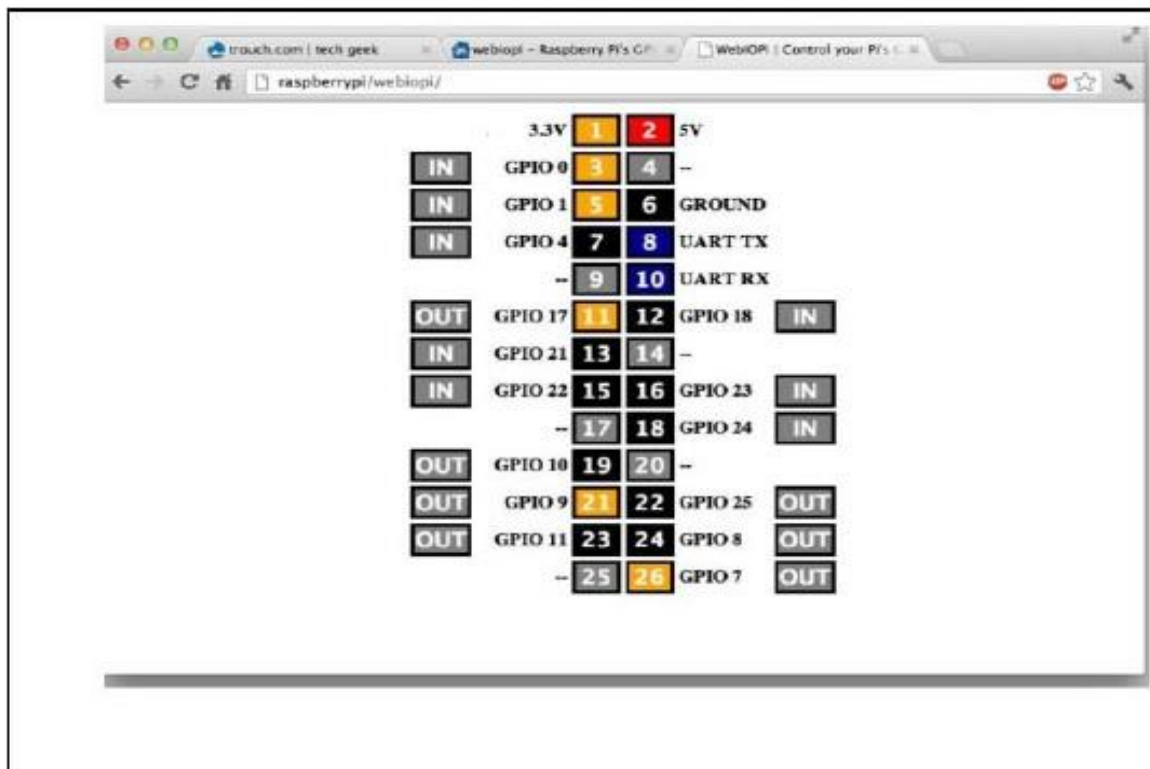 trouch.com | tech geek webiopi - Raspberry Pi's GP WebIOPi | Control your Pi's
raspberrypi/webiopi/
3.3V 1 2 5V
IN GPIO 0 3 4 --
IN GPIO 1 5 6 GROUND
IN GPIO 4 7 8 UART TX
-- 9 10 UART RX
OUT GPIO 17 11 12 GPIO 18 IN
IN GPIO 21 13 14 --
IN GPIO 22 15 16 GPIO 23 IN
-- 17 18 GPIO 24 IN
OUT GPIO 10 19 20 --
OUT GPIO 9 21 22 GPIO 25 OUT
OUT GPIO 11 23 24 GPIO 8 OUT
-- 25 26 GPIO 7 OUT